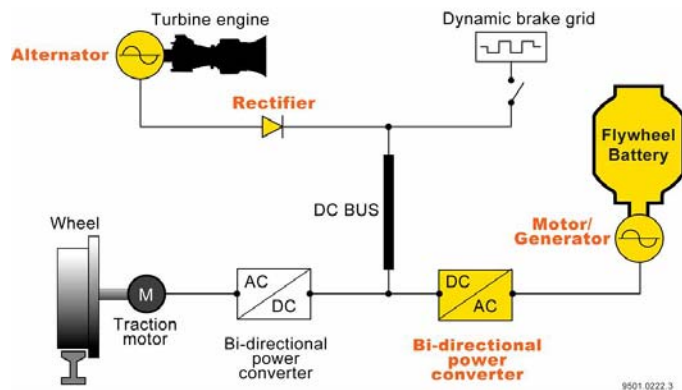 Turbine engine
Dynamic brake grid
Alternator
Rectifier
Flywheel
Battery
DC BUS
Motor/
Generator
Wheel
M
AC
DC
DC
AC
Traction
motor
Bi-directional
power
converter
Bi-directional
power
converter
9501.0222.3